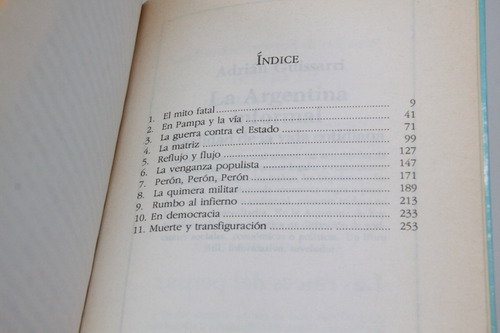 ÍNDICE
1. El mito fatal 9
2. En Pampa y la vía 41
3. La guerra contra el Estado 71
4. La matriz 99
5. Reflujo y flujo 127
6. La venganza populista 147
7. Perón, Perón, Perón 171
8. La quimera militar 189
9. Rumbo al infierno 213
10. En democracia 233
11. Muerte y transfiguración 253